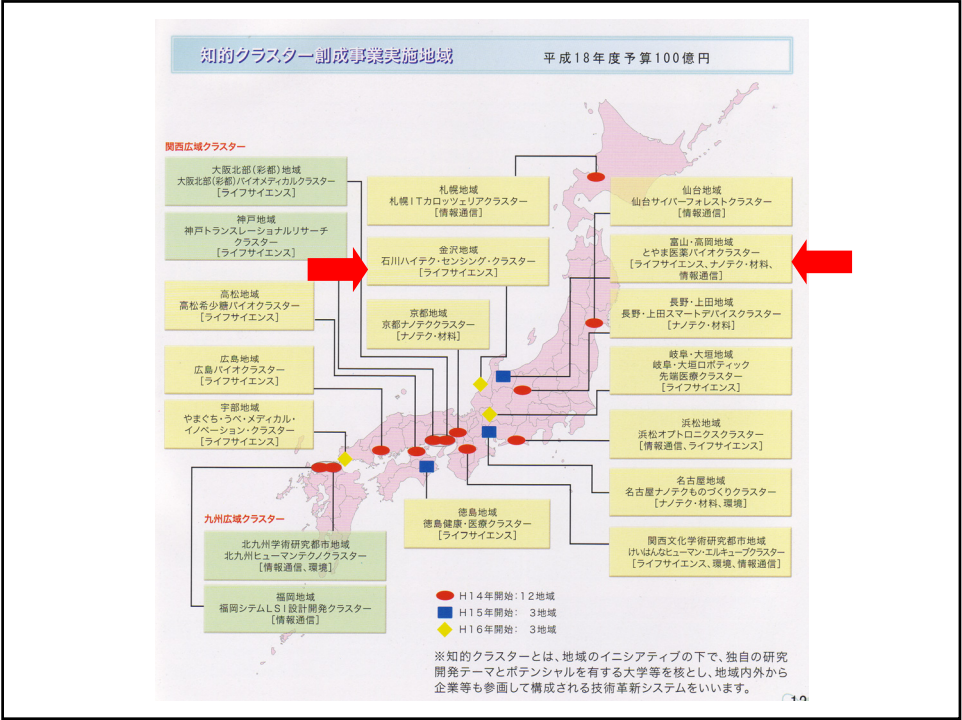 知的クラスター創成事業実施地域
平成18年度予算100億円
関西広域クラスター
大阪北部(彩都)地域
大阪北部(彩都)バイオメディカルクラスター
[ライフサイエンス]
神戸地域
神戸トランスレーショナルリサーチ
クラスター
[ライフサイエンス]
高松地域
高松希少糖バイオクラスター
[ライフサイエンス]
広島地域
広島バイオクラスター
[ライフサイエンス]
宇部地域
やまぐち・うべ・メディカル・
イノベーション・クラスター
[ライフサイエンス]
札幌地域
札幌ITカロッツェリアクラスター
[情報通信]
金沢地域
石川ハイテク・センシング・クラスター
[ライフサイエンス]
京都地域
京都ナノテククラスター
[ナノテク・材料]
仙台地域
仙台サイバーフォレストクラスター
[情報通信]
富山・高岡地域
とやま医薬バイオクラスター
[ライフサイエンス、ナノテク・材料、
情報通信]
長野・上田地域
長野・上田スマートデバイスクラスター
[ナノテク・材料]
岐阜・大垣地域
岐阜・大垣ロボティック
先端医療クラスター
[ライフサイエンス]
浜松地域
浜松オプトロニクスクラスター
[情報通信、ライフサイエンス]
名古屋地域
名古屋ナノテクものづくりクラスター
[ナノテク・材料、環境]
関西文化学術研究都市地域
けいはんなヒューマン・エルキューブクラスター
[ライフサイエンス、環境、情報通信]
徳島地域
徳島健康・医療クラスター
[ライフサイエンス]
九州広域クラスター
北九州学術研究都市地域
北九州ヒューマンテクノクラスター
[情報通信、環境]
福岡地域
福岡シテムLSI設計開発クラスター
[情報通信]
H14年開始:12地域
H15年開始: 3地域
H16年開始: 3地域
※知的クラスターとは、地域のイニシアティブの下で、独自の研究
開発テーマとポテンシャルを有する大学等を核とし、地域内外から
企業等も参画して構成される技術革新システムをいいます。